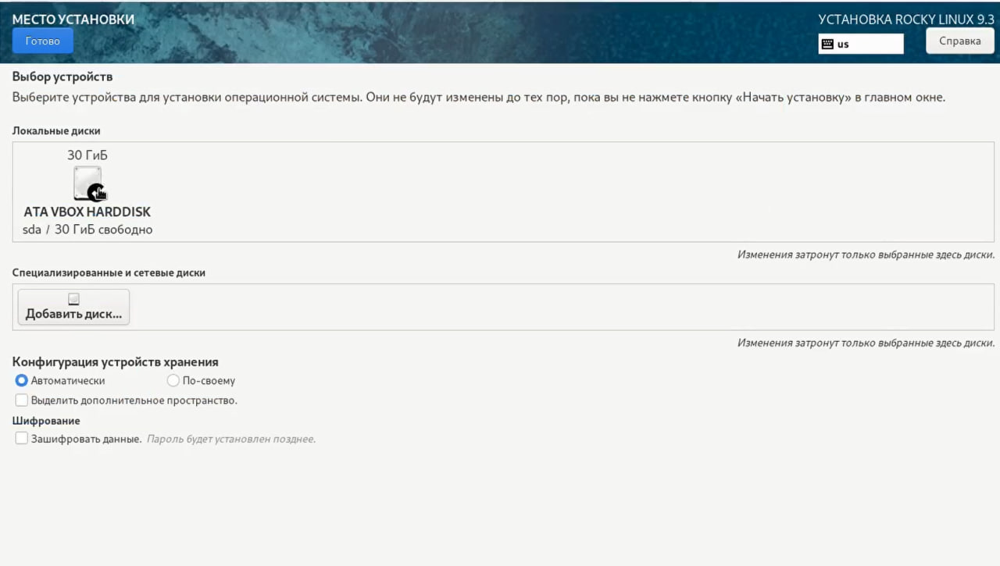 МЕСТО УСТАНОВКИ
УСТАНОВКА ROCKY LINUX 9.3
Готово
us
Справка
Выбор устройств
Выберите устройства для установки операционной системы. Они не будут изменены до тех пор, пока вы не нажмете кнопку «Начать установку» в главном окне.
Локальные диски
30 ГиБ
ATA VBOX HARDDISK
sda / 30 ГиБ свободно
Изменения затронут только выбранные здесь диски.
Специализированные и сетевые диски
Добавить диск...
Изменения затронут только выбранные здесь диски.
Конфигурация устройств хранения
Автоматически По-своему
Выделить дополнительное пространство.
Шифрование
Зашифровать данные. Пароль будет установлен позднее.